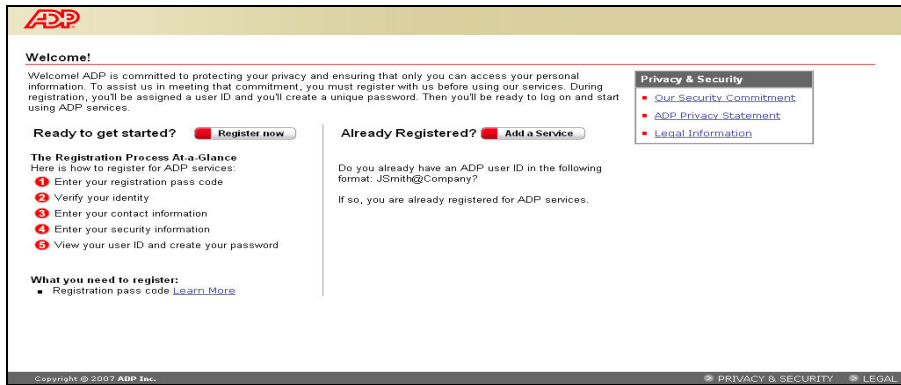 ADP
Welcome!
Welcome! ADP is committed to protecting your privacy and ensuring that only you can access your personal
information. To assist us in meeting that commitment, you must register with us before using our services. During
registration, you'll be assigned a user ID and you'll create a unique password. Then you'll be ready to log on and start
using ADP services.
Ready to get started? Register now
The Registration Process At-a-Glance
Here is how to register for ADP services:
1 Enter your registration pass code
2 Verify your identity
3 Enter your contact information
4 Enter your security information
5 View your user ID and create your password
What you need to register:
Registration pass code Learn More
Already Registered? Add a Service
Do you already have an ADP user ID in the following
format: JSmith@Company?
If so, you are already registered for ADP services.
Privacy & Security
Our Security Commitment
ADP Privacy Statement
Legal Information
Copyright © 2007 ADP Inc.
PRIVACY & SECURITY LEGAL